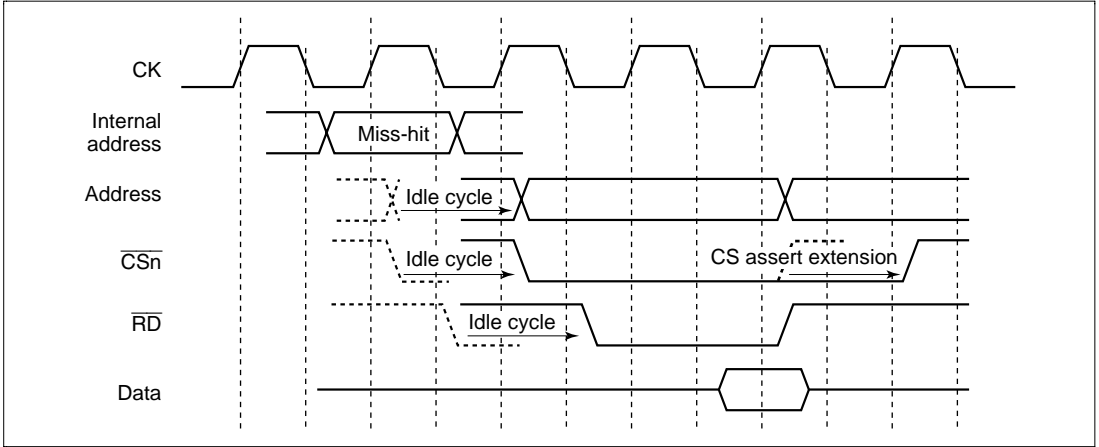 CK
Internal
address
Miss-hit
Address
Idle cycle
CSn
Idle cycle
CS assert extension
RD
Idle cycle
Data